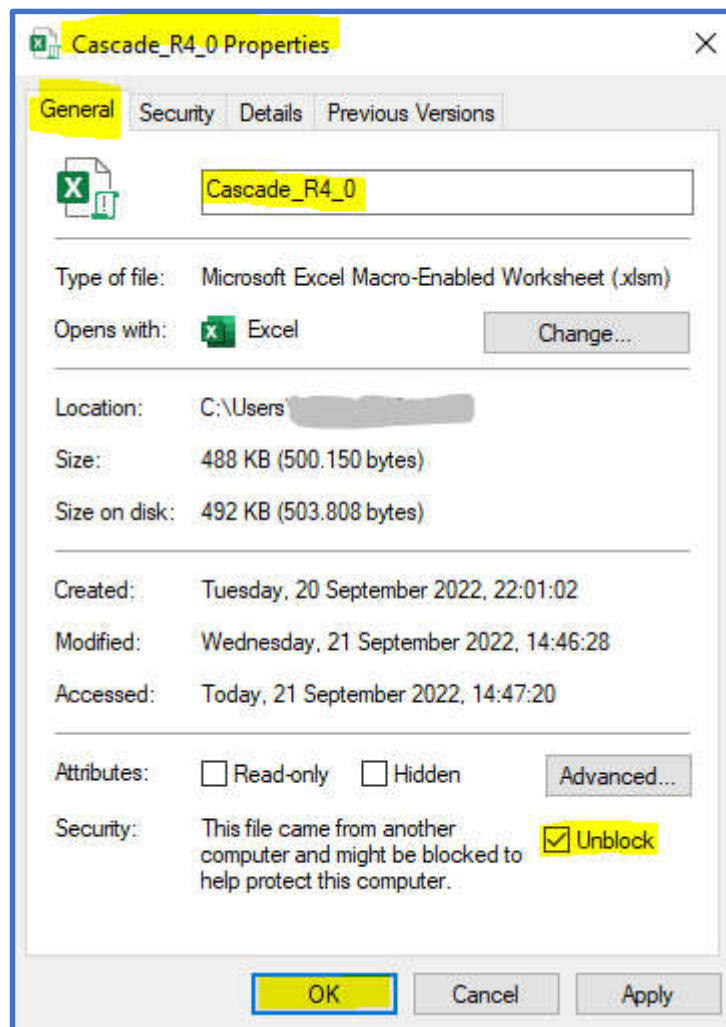 Cascade_R4_0 Properties
General Security Details Previous Versions
Cascade_R4_0
Type of file: Microsoft Excel Macro-Enabled Worksheet (.xlsm)
Opens with: Excel Change...
Location: C:\Users\
Size: 488 KB (500.150 bytes)
Size on disk: 492 KB (503.808 bytes)
Created: Tuesday, 20 September 2022, 22:01:02
Modified: Wednesday, 21 September 2022, 14:46:28
Accessed: Today, 21 September 2022, 14:47:20
Attributes: Read-only Hidden Advanced...
Security: This file came from another
computer and might be blocked to
help protect this computer.
Unblock
OK Cancel Apply